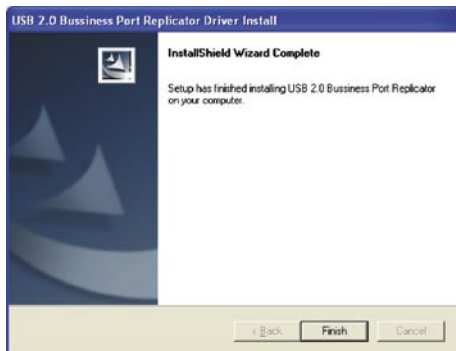 USB 2.0 Bussiness Port Replicator Driver Install
InstallShield Wizard Complete
Setup has finished installing USB 2.0 Bussiness Port Replicator
on your computer.
< Back
Finish
Cancel